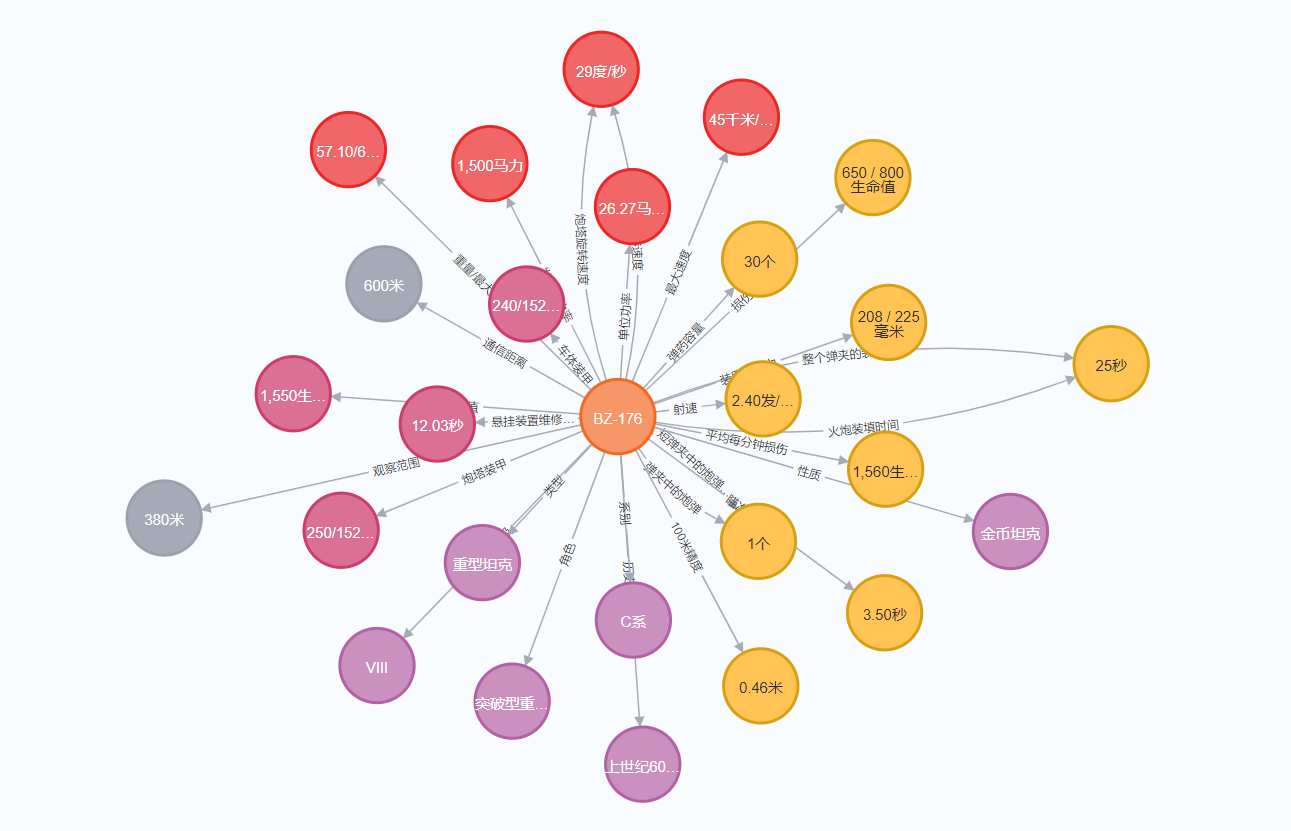 29度/秒
45千米/...
57.10/6...
1,500马力
650 / 800
生命值
26.27马...
炮塔旋转速度
速度
最大速度
30个
重量/最大
600米
240/152...
率
单位功率
损伤
弹药容量
208 / 225
毫米
通信距离
车体装甲
整个弹夹的装
25秒
1,550生...
值
12.03秒
悬挂装置维修...
BZ-176
射速
2.40发/...
火炮装填时间
观察范围
炮塔装甲
类型
短弹夹中的炮弹...
平均每分钟损伤
性质
1,560生...
380米
250/152...
系别
弹夹中的炮弹
瞄
金币坦克
重型坦克
角色
100米精度
1个
C系
3.50秒
VIII
突破型重...
0.46米
上世纪60...